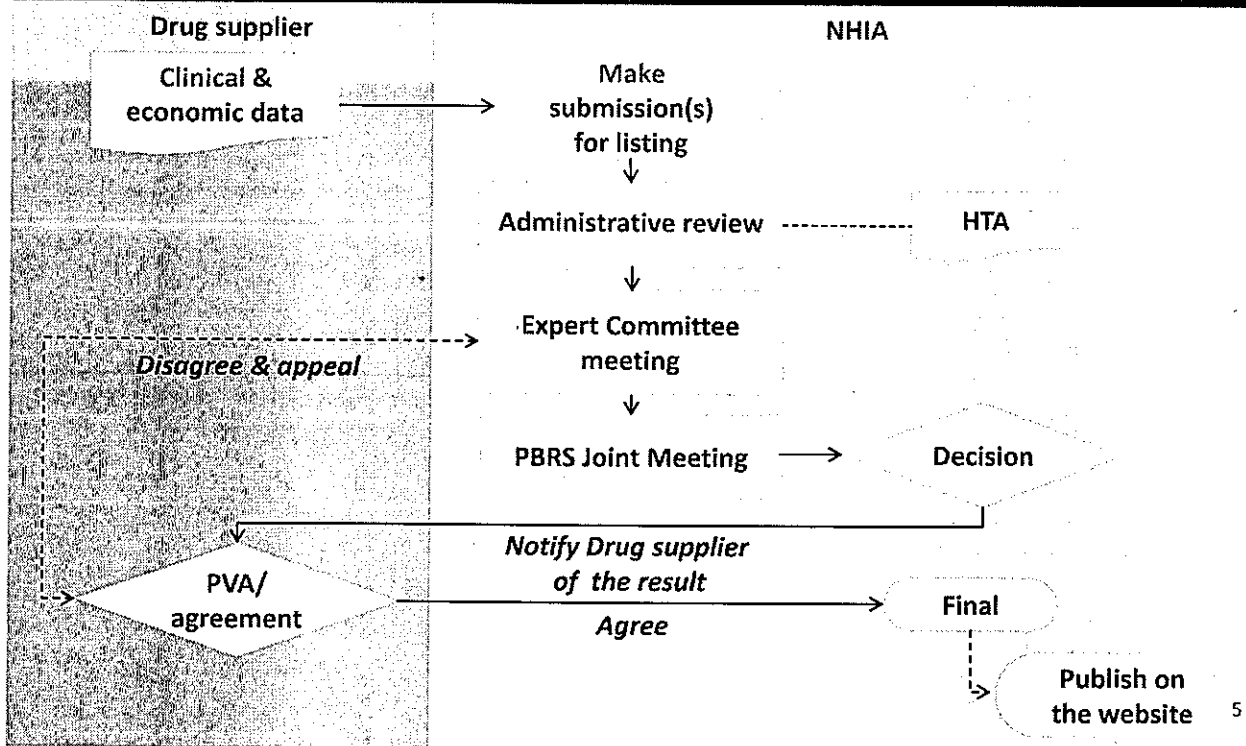 Drug supplier
NHIA
Clinical &
economic data
Make
submission(s)
for listing
Administrative review
HTA
Expert Committee
meeting
Disagree & appeal
PBRS Joint Meeting
Decision
Notify Drug supplier
of the result
PVA/
agreement
Agree
Final
Publish on
the website
5